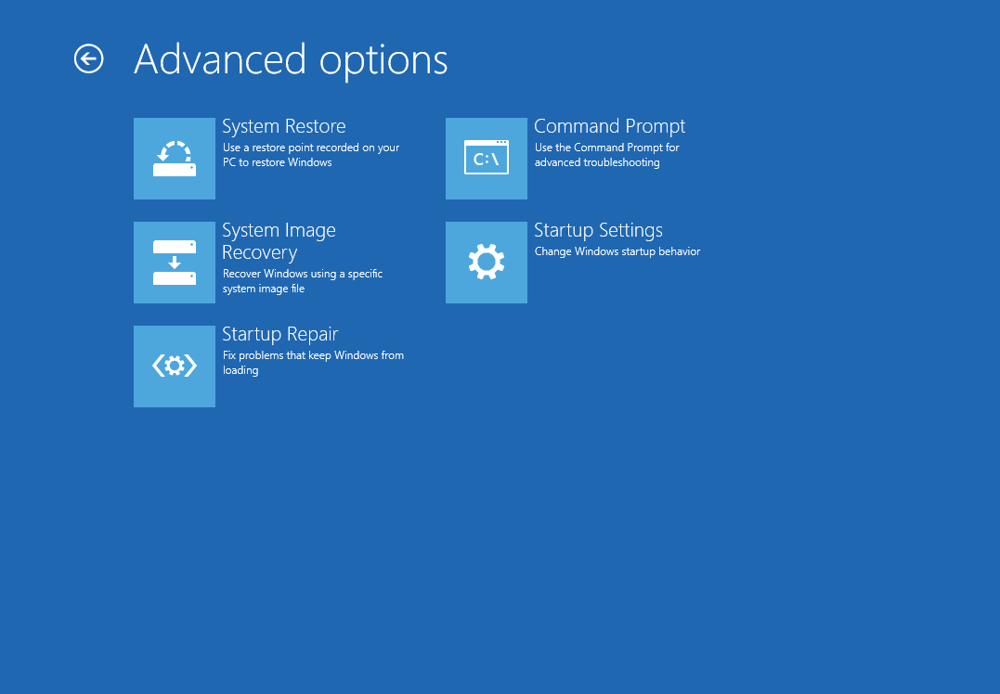 Advanced options
System Restore
Use a restore point recorded on your
PC to restore Windows
System Image
Recovery
Recover Windows using a specific
system image file
Startup Repair
Fix problems that keep Windows from
loading
C:\
Command Prompt
Use the Command Prompt for
advanced troubleshooting
Startup Settings
Change Windows startup behavior